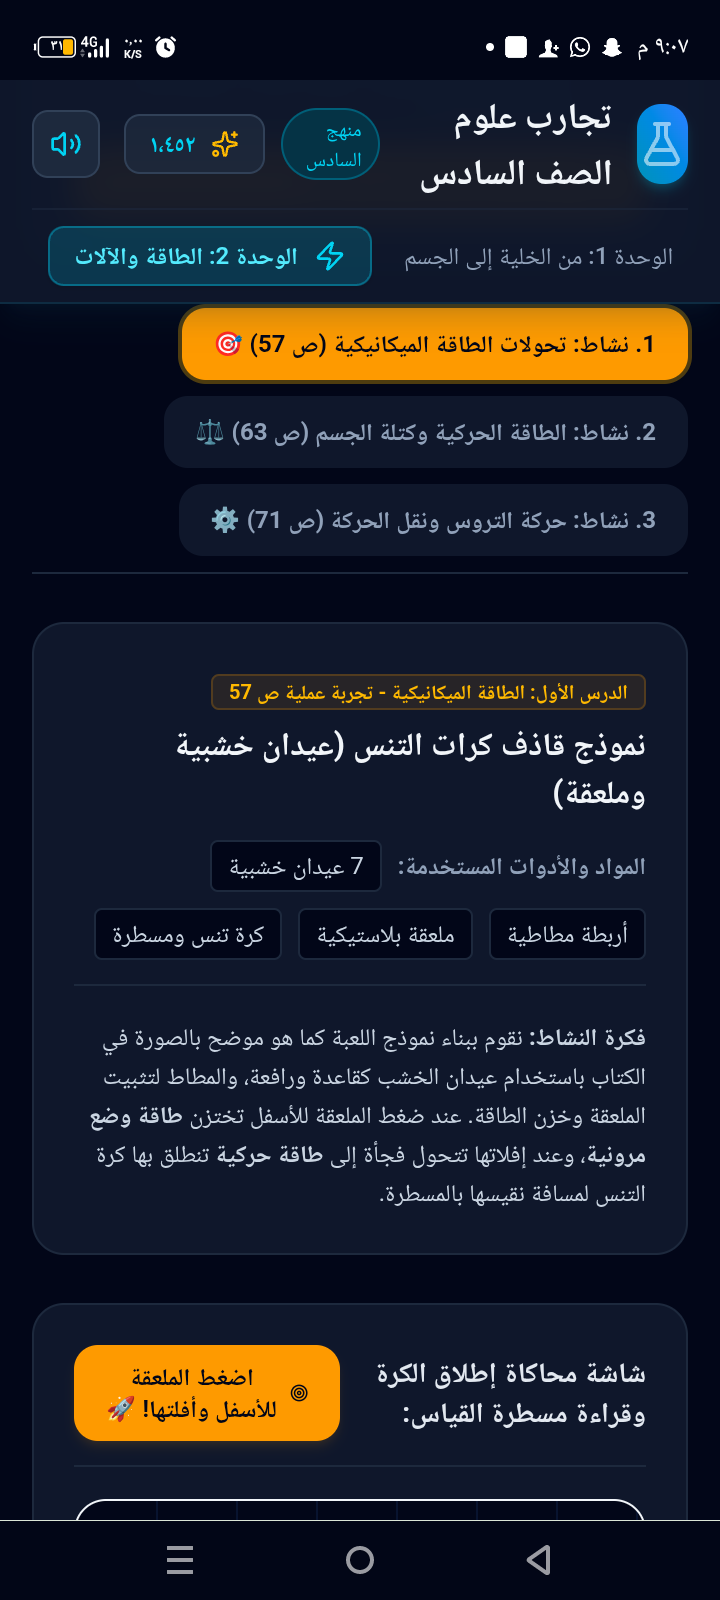 ٩:٠٧ م
4G
K/S
٣١
تجارب علوم
الصف السادس
منهج
السادس
١،٤٥٢
الوحدة 1: من الخلية إلى الجسم
الوحدة 2: الطاقة والآلات
1. نشاط: تحولات الطاقة الميكانيكية (ص 57) 🎯
2. نشاط: الطاقة الحركية وكتلة الجسم (ص 63) ⚖️
3. نشاط: حركة التروس ونقل الحركة (ص 71) ⚙️
الدرس الأول: الطاقة الميكانيكية - تجربة عملية ص 57
نموذج قاذف كرات التنس (عيدان خشبية
وملعقة)
المواد والأدوات المستخدمة: 7 عيدان خشبية
أربطة مطاطية ملعقة بلاستيكية كرة تنس ومسطرة
فكرة النشاط: نقوم ببناء نموذج اللعبة كما هو موضح بالصورة في
الكتاب باستخدام عيدان الخشب كقاعدة ورافعة، والمطاط لتثبيت
الملعقة وخزن الطاقة. عند ضغط الملعقة للأسفل تختزن طاقة وضع
مرونية، وعند إفلاتها تتحول فجأة إلى طاقة حركية تنطلق بها كرة
التنس لمسافة نقيسها بالمسطرة.
شاشة محاكاة إطلاق الكرة
وقراءة مسطرة القياس:
اضغط الملعقة
للأسفل وأفلتها! 🚀